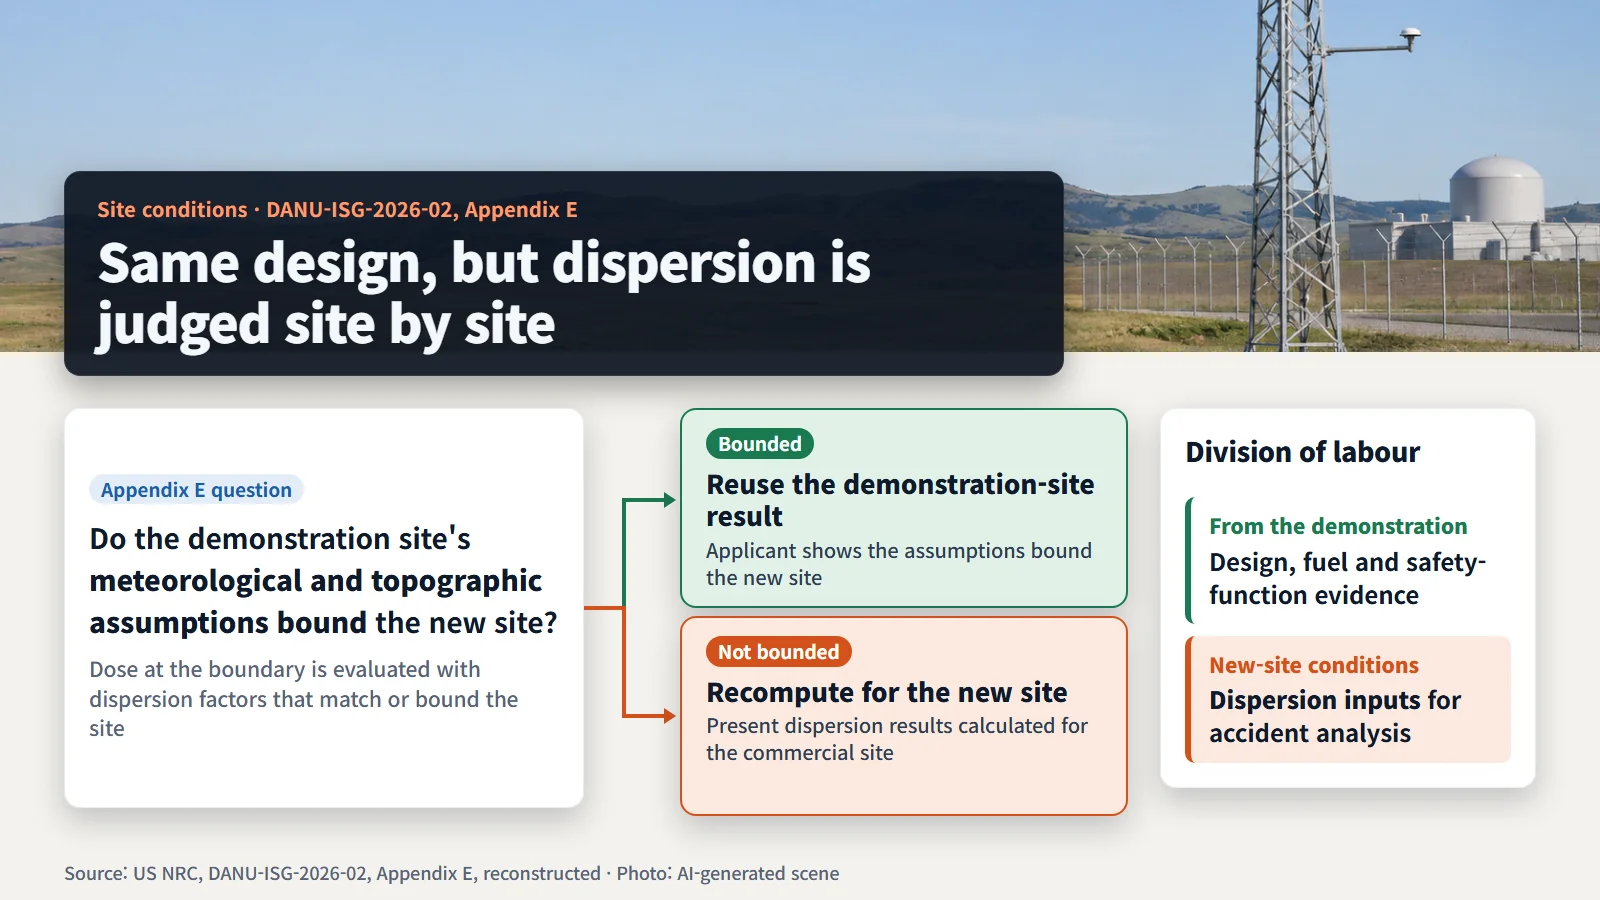 Site conditions · DANU-ISG-2026-02, Appendix E
Same design, but dispersion is
judged site by site
Appendix E question
Do the demonstration site's
meteorological and topographic
assumptions bound the new site?
Dose at the boundary is evaluated with
dispersion factors that match or bound the
site
Bounded
Reuse the demonstration-site
result
Applicant shows the assumptions bound
the new site
Not bounded
Recompute for the new site
Present dispersion results calculated for
the commercial site
Division of labour
From the demonstration
Design, fuel and safety-
function evidence
New-site conditions
Dispersion inputs for
accident analysis
Source: US NRC, DANU-ISG-2026-02, Appendix E, reconstructed · Photo: AI-generated scene